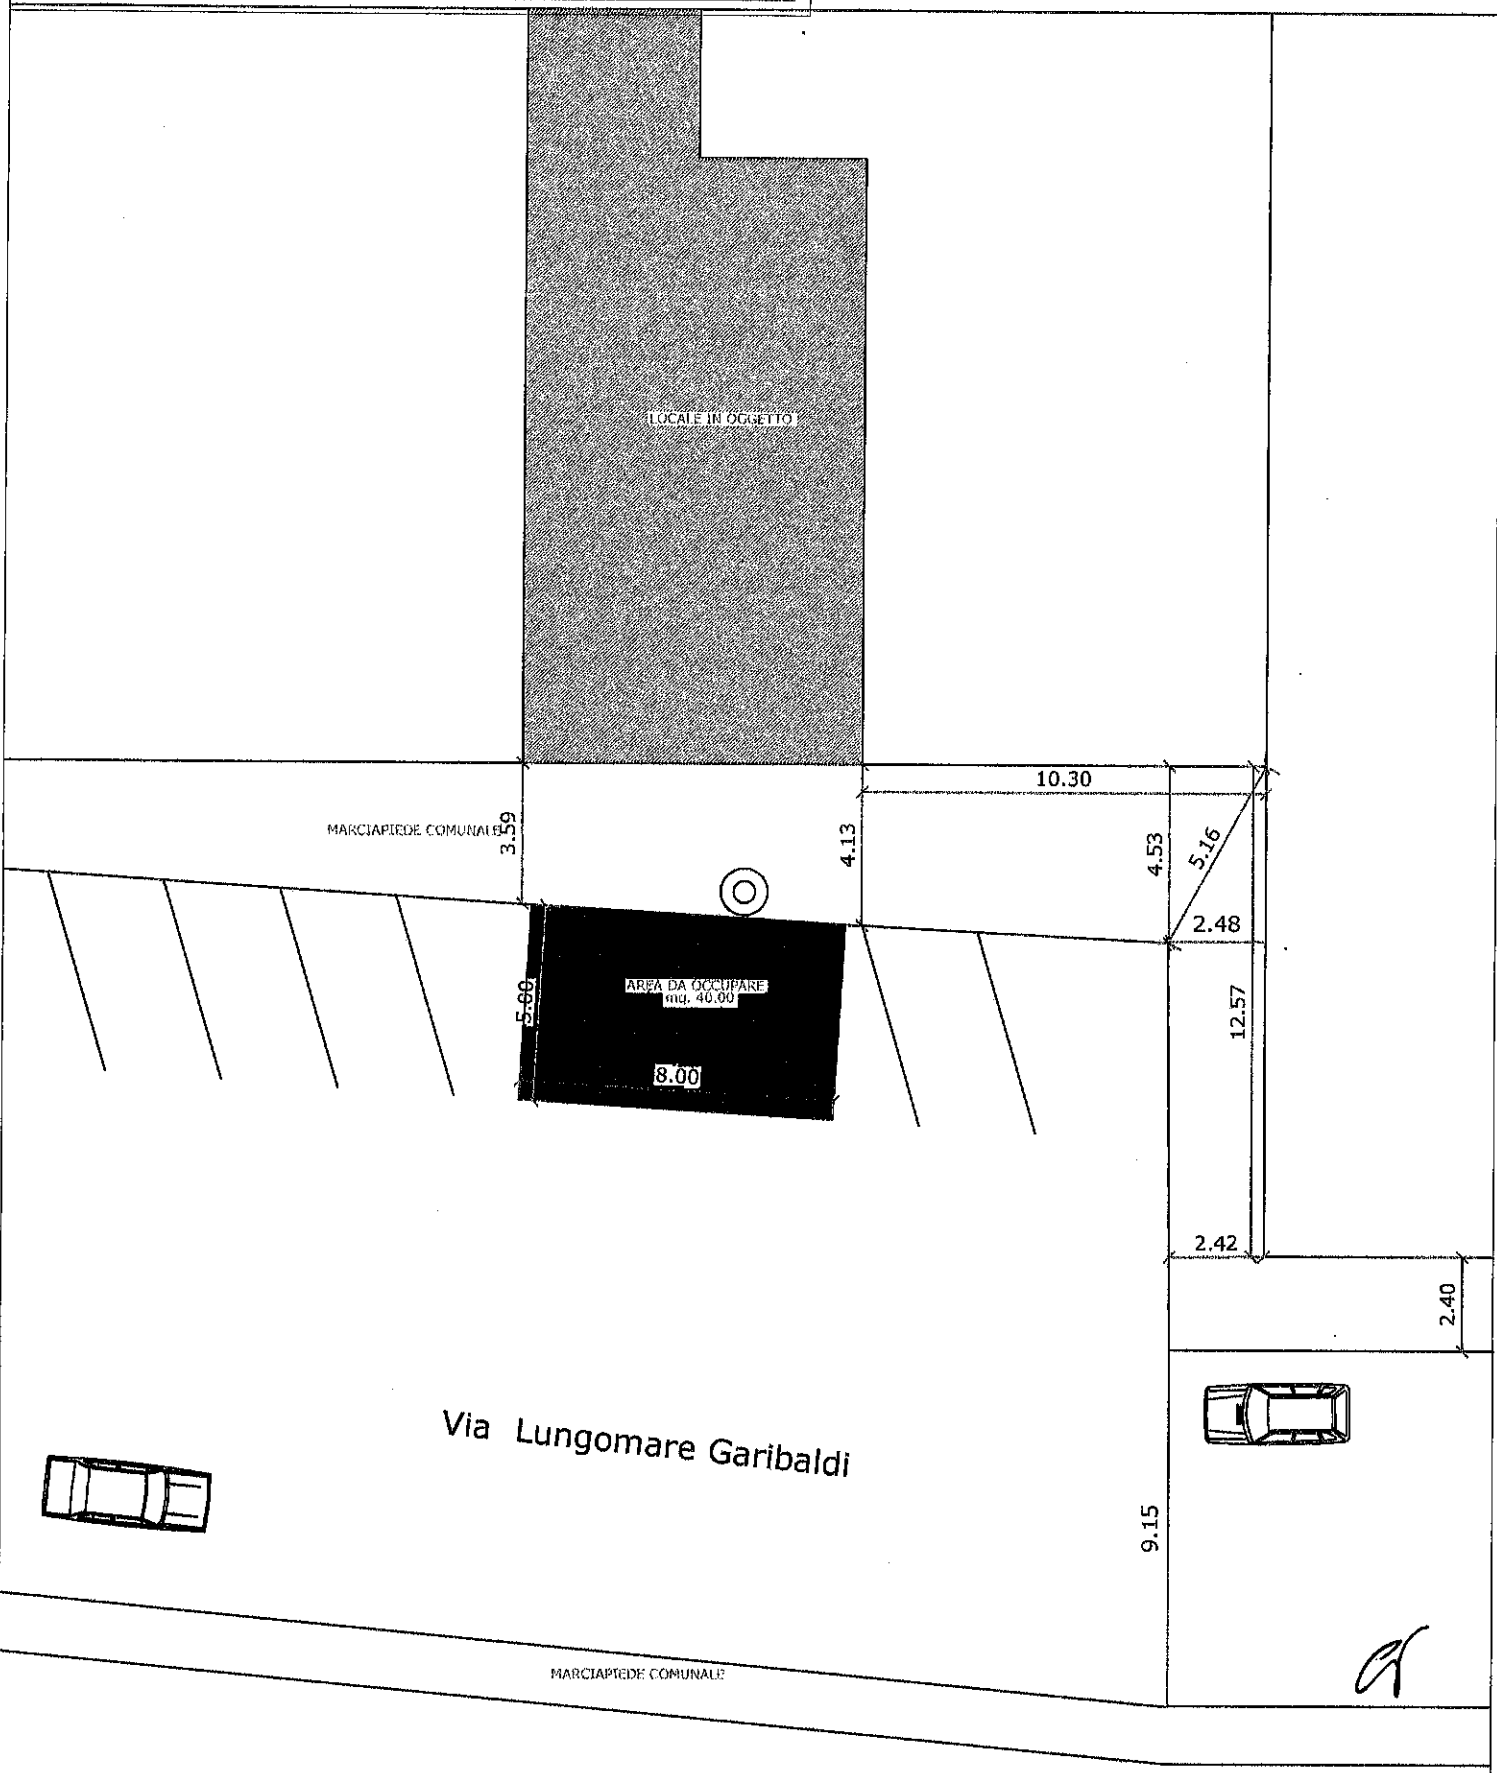 LOCALE IN OGGETTO
10.30
MARCIAPIEDE COMUNALE
3.59
4.13
4.53
5.16
2.48
AREA DA OCCUPARE
mq. 40.00
5.00
12.57
8.00
2.42
2.40
Via Lungomare Garibaldi
9.15
MARCIAPIEDE COMUNALE